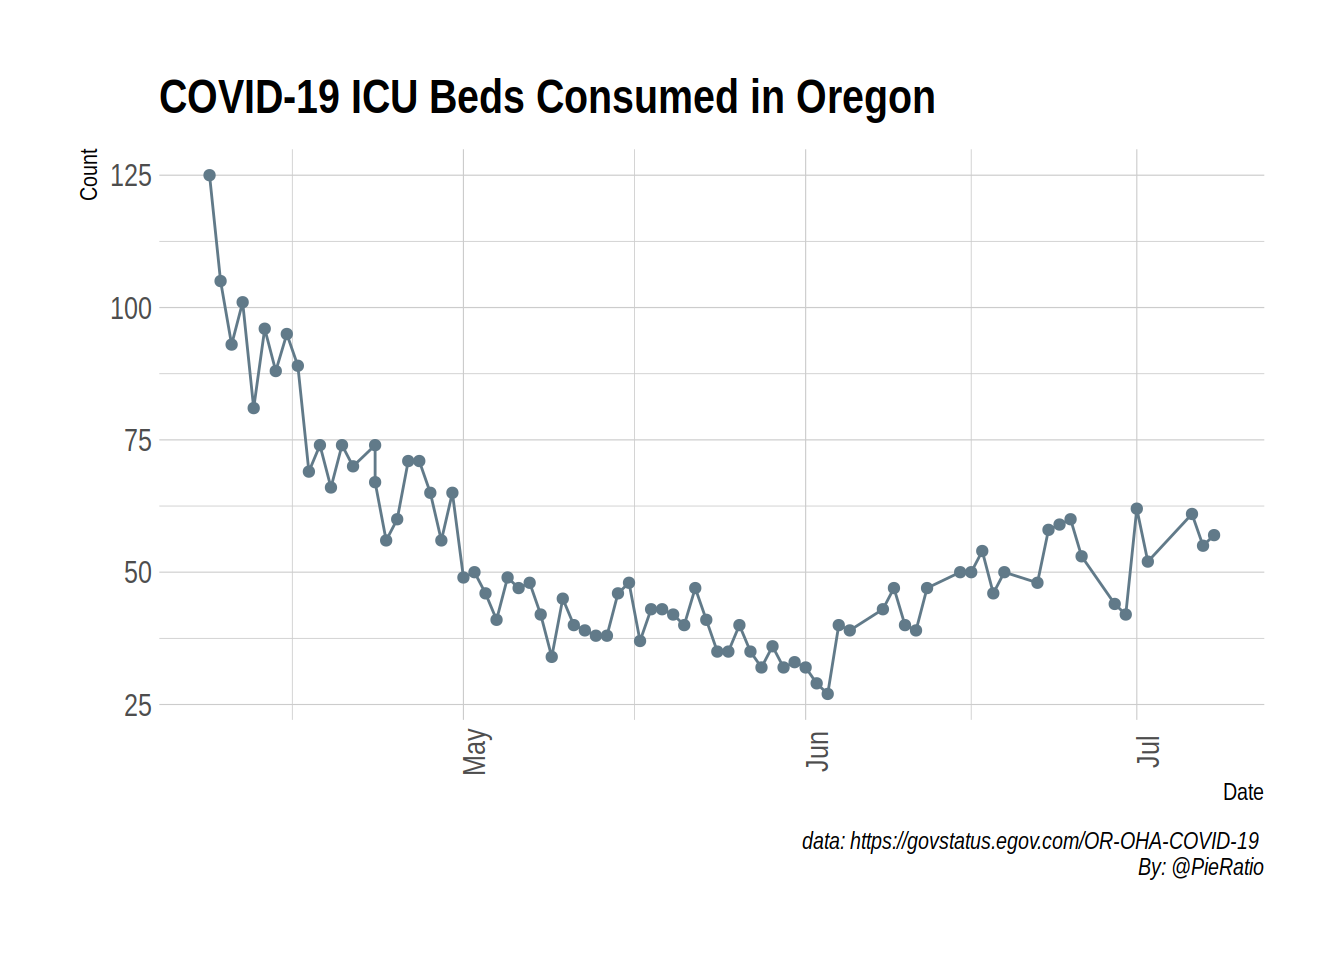 COVID-19 ICU Beds Consumed in Oregon
Count
125
100
75
50
25
May
Jun
Jul
Date
data: https://govstatus.egov.com/OR-OHA-COVID-19
By: @PieRatio